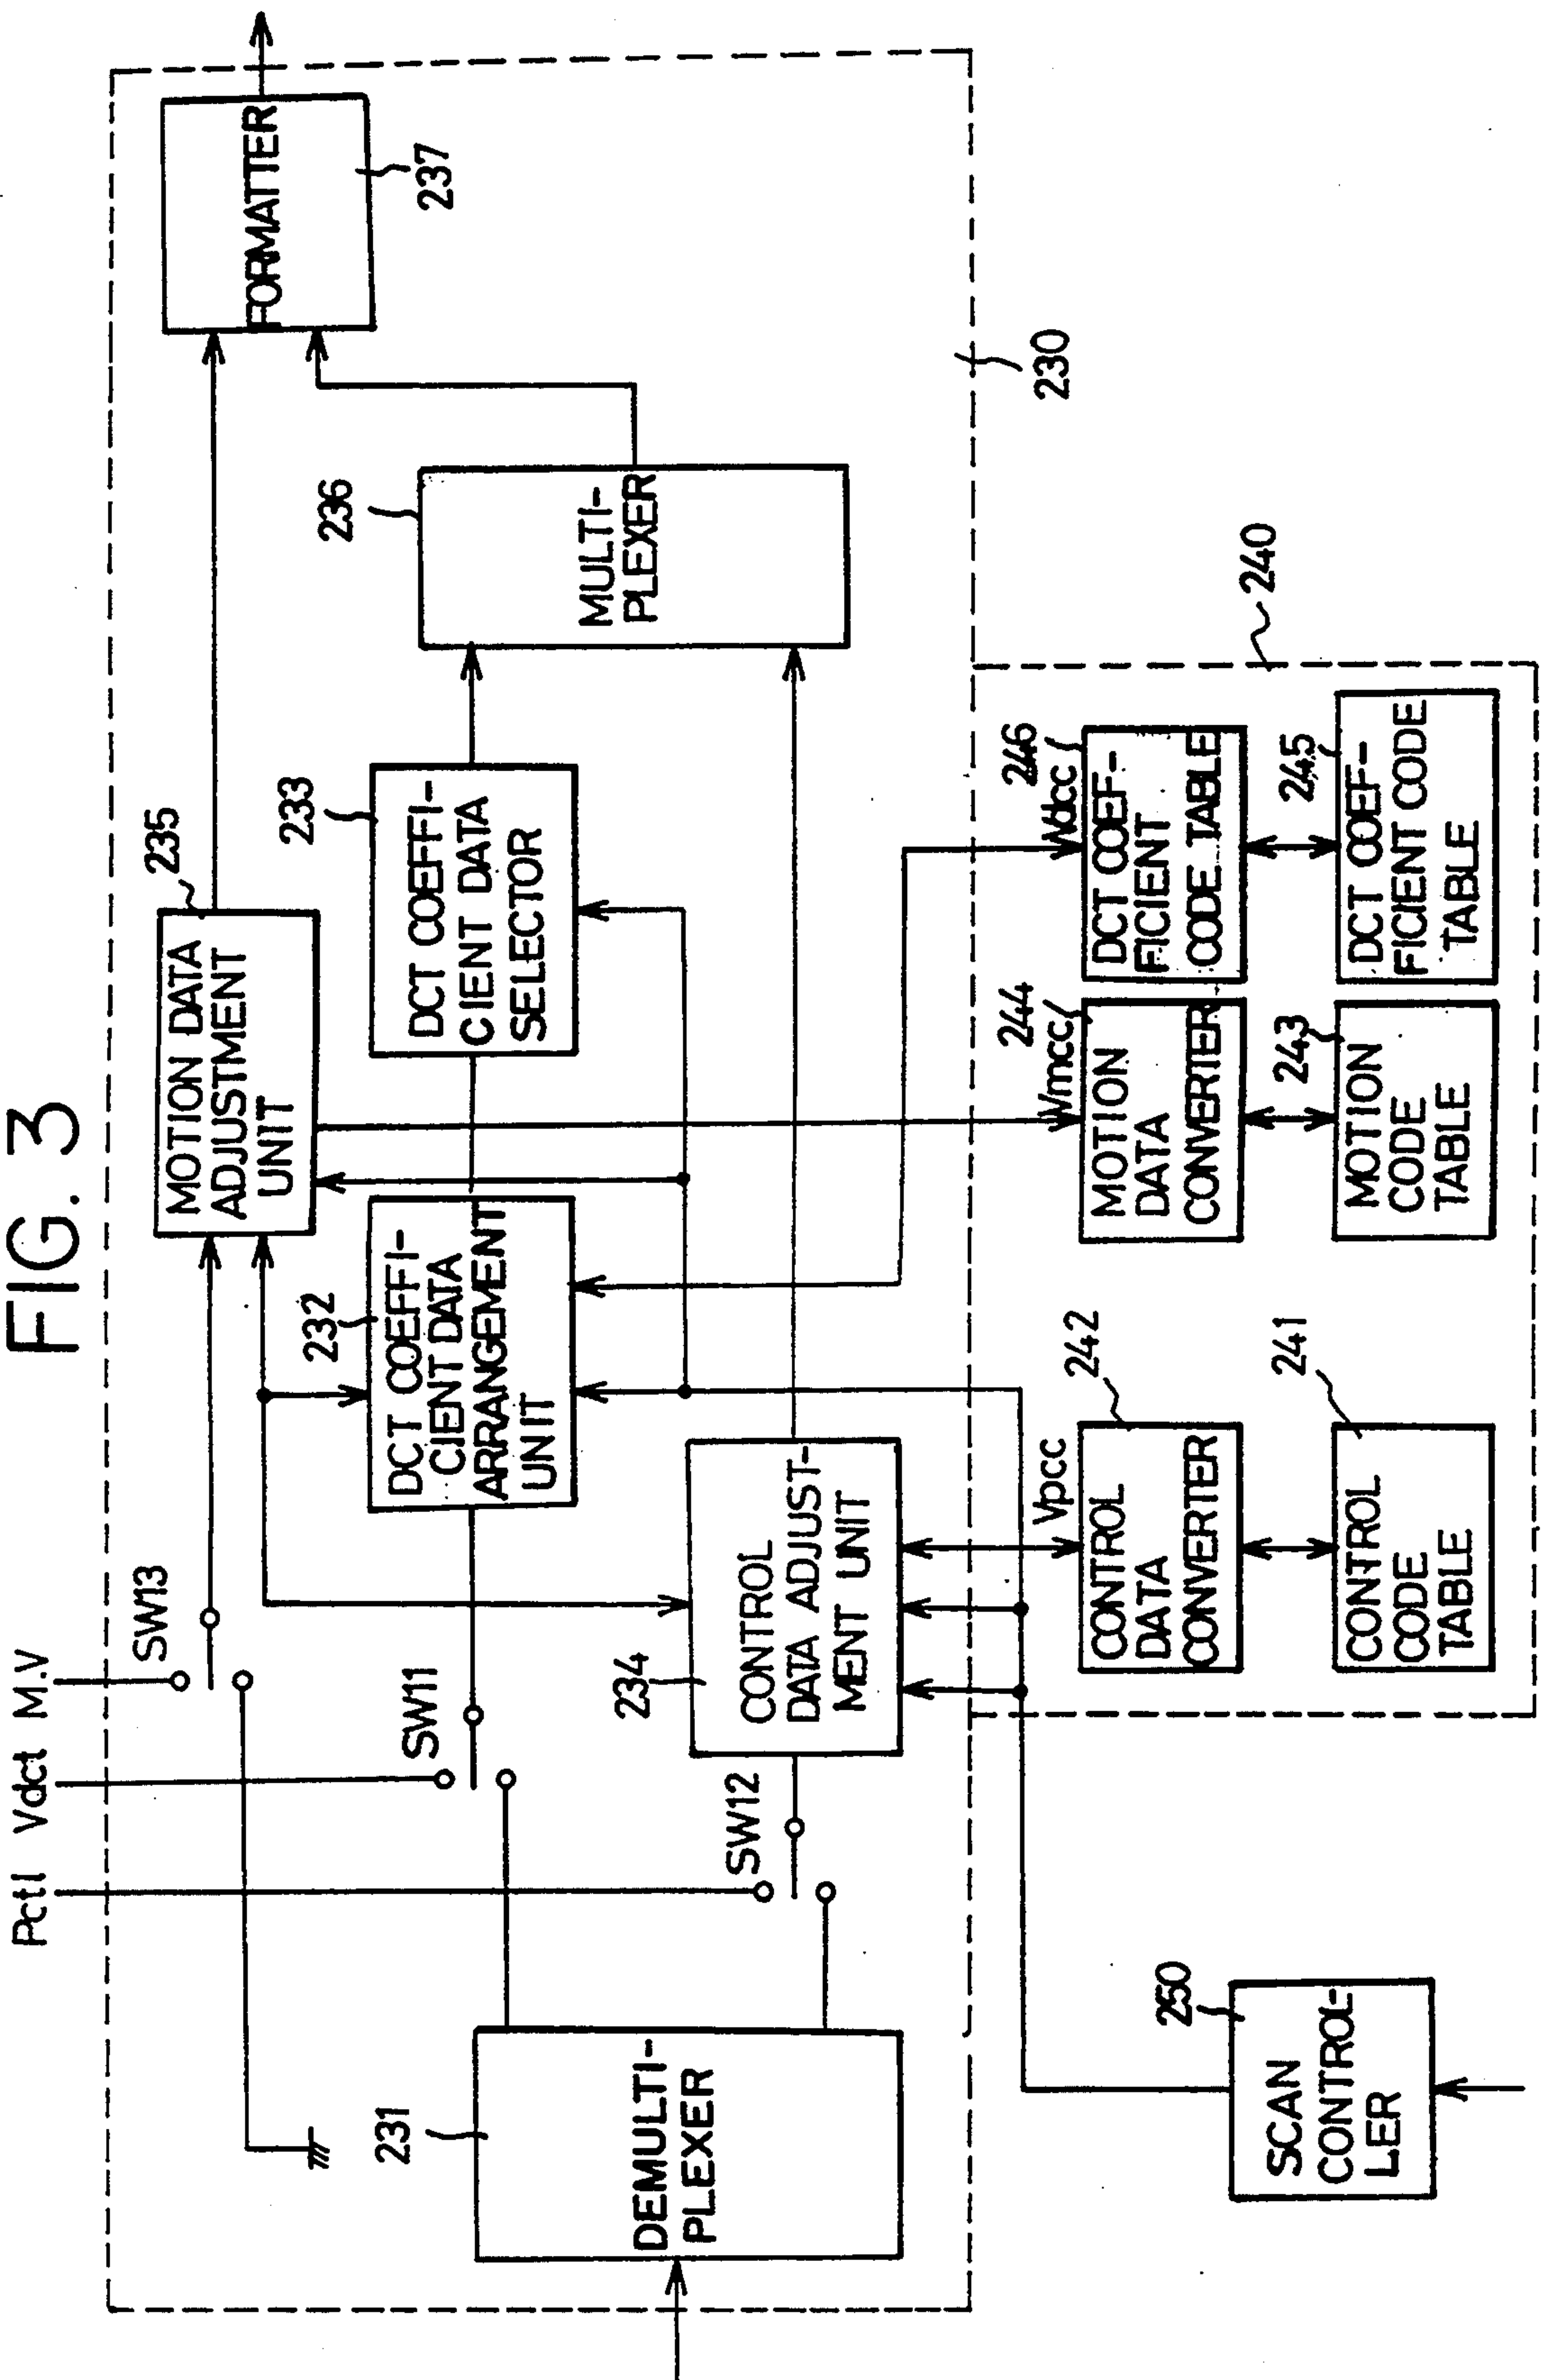 FIG. 3
Pctl
Vdct
M.V
SW13
SW11
SW12
235
MOTION DATA
ADJUSTMENT
UNIT
FORMATTER
237
232
DCT COEFFI-
CIENT DATA
ARRANGEMENT
UNIT
233
DCT COEFFI-
CIENT DATA
SELECTOR
236
MULTI-
PLEXER
231
DEMULTI-
PLEXER
234
CONTROL
DATA ADJUST-
MENT UNIT
230
240
Vpcc
242
CONTROL
DATA
CONVERTER
Vmcc
244
MOTION
DATA
CONVERTER
Vdcc
246
DCT COEF-
FICIENT
CODE TABLE
241
CONTROL
CODE
TABLE
243
MOTION
CODE
TABLE
245
DCT COEF-
FICIENT CODE
TABLE
250
SCAN
CONTROL-
LER